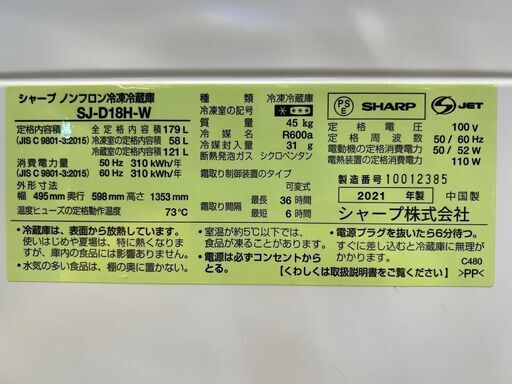 シャープ ノンフロン冷凍冷蔵庫
SJ-D18H-W
定格内容積 全定格内容積 179 L
(JIS C 9801-3:2015) 冷凍室の定格内容積 58 L
冷蔵室の定格内容積 121 L
消費電力量 50 Hz 310 kWh/年
(JIS C 9801-3:2015) 60 Hz 310 kWh/年
外形寸法
幅 495mm 奥行 598 mm 高さ 1353 mm
温度ヒューズの定格動作温度 73℃
種類 冷凍冷蔵庫
冷凍室の記号
質量 45 kg
冷媒名 R600a
冷媒封入量 31 g
断熱発泡ガス シクロペンタン
霜取り制御装置のタイプ
可変式
霜取り間隔 最長 36 時間
最短 6 時間
PSE SHARP JET
定格電圧 100 V
定格周波数 50 / 60 Hz
電動機の定格消費電力 50 / 52 W
電熱装置の定格消費電力 110 W
製造番号 10012385
2021 年製 中国製
シャープ株式会社
・冷蔵庫は、表面から放熱しています。
使いはじめや夏場は、特に熱くなりま
すが、庫内の食品には影響ありません。
・水気の多い食品は、棚の奥に置かない。
・室温が約5℃以下では、
食品が凍ることがあります。
・電源は必ずコンセントか
らとる。
・電源プラグを抜いたら6分待つ。
すぐに差し込むと冷蔵庫に無理が
かかります。
【くわしくは取扱説明書をご覧ください】
C480
>PP<